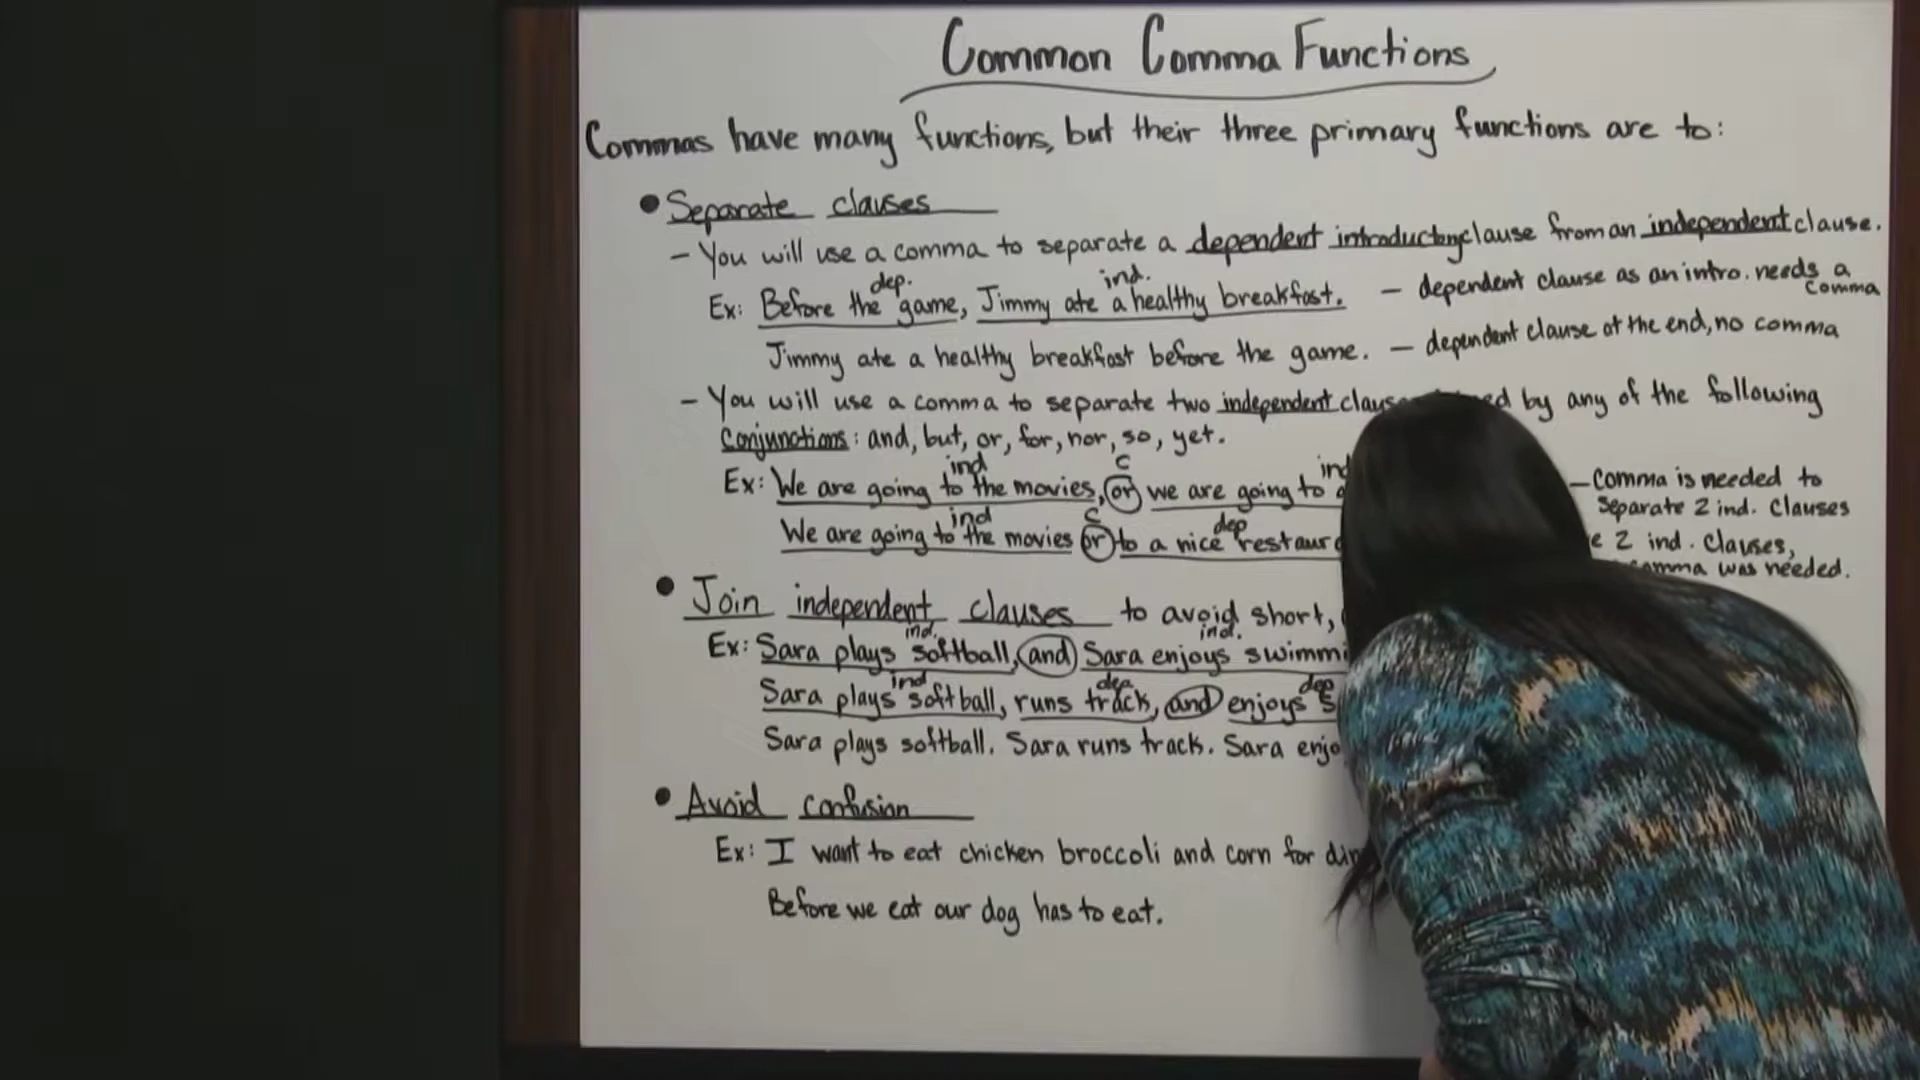 Common Comma Functions
Commas have many functions, but their three primary functions are to:
• Separate clauses
- You will use a comma to separate a dependent introductory clause from an independent clause.
dep. ind.
Ex: Before the game, Jimmy ate a healthy breakfast. — dependent clause as an intro. needs a comma
Jimmy ate a healthy breakfast before the game. — dependent clause at the end, no comma
- You will use a comma to separate two independent by any of the following
conjunctions: and, but, or, for, nor, so, yet.
ind c ind
Ex: We are going to the movies, or we are going to — comma is needed to
separate 2 ind. clauses
ind c dep
We are going to the movies or to a nice 2 ind. clauses,
comma was needed.
• Join independent clauses to avoid short,
ind. ind.
Ex: Sara plays softball, and Sara enjoys
ind dep dep
Sara plays softball, runs track, and enjoys
Sara plays softball. Sara runs track. Sara
• Avoid confusion
Ex: I want to eat chicken broccoli and corn for
Before we eat our dog has to eat.